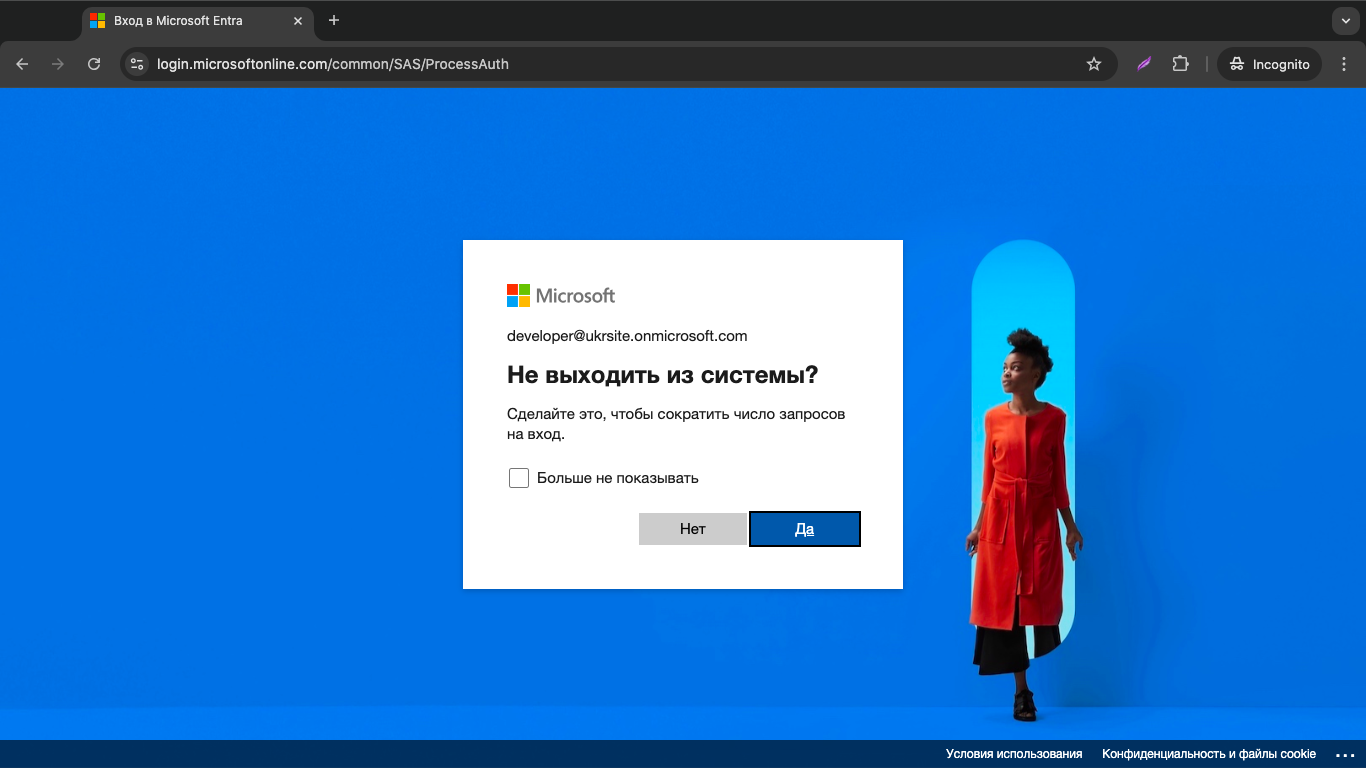 Вход в Microsoft Entra
login.microsoftonline.com/common/SAS/ProcessAuth
Incognito
Microsoft
developer@ukrsite.onmicrosoft.com
Не выходить из системы?
Сделайте это, чтобы сократить число запросов
на вход.
Больше не показывать
Нет
Да
Условия использования
Конфиденциальность и файлы cookie